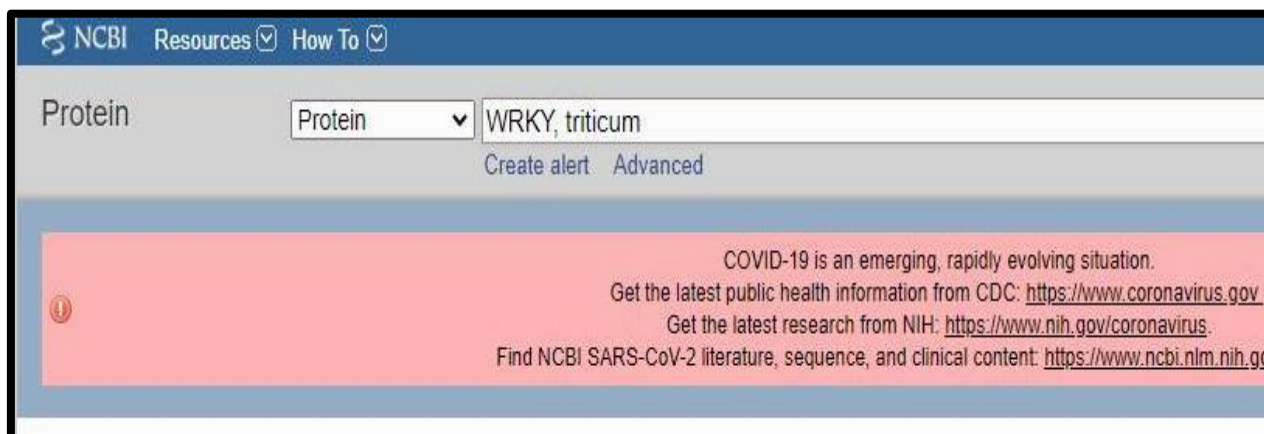 NCBI Resources How To
Protein Protein WRKY, triticum
Create alert Advanced
COVID-19 is an emerging, rapidly evolving situation.
Get the latest public health information from CDC: https://www.coronavirus.gov
Get the latest research from NIH: https://www.nih.gov/coronavirus.
Find NCBI SARS-CoV-2 literature, sequence, and clinical content: https://www.ncbi.nlm.nih.go